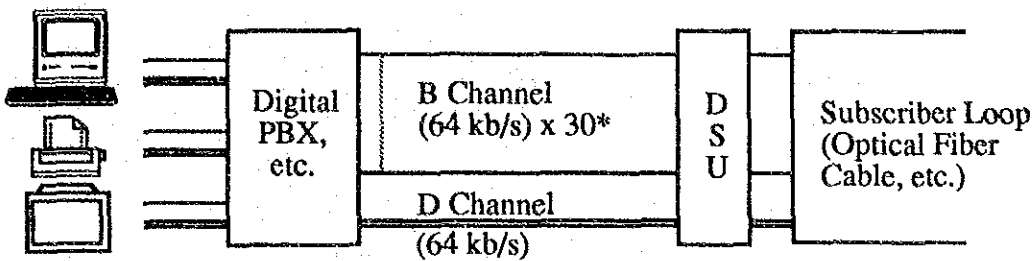 Digital
PBX,
etc.
B Channel
(64 kb/s) x 30*
D Channel
(64 kb/s)
D
S
U
Subscriber Loop
(Optical Fiber
Cable, etc.)